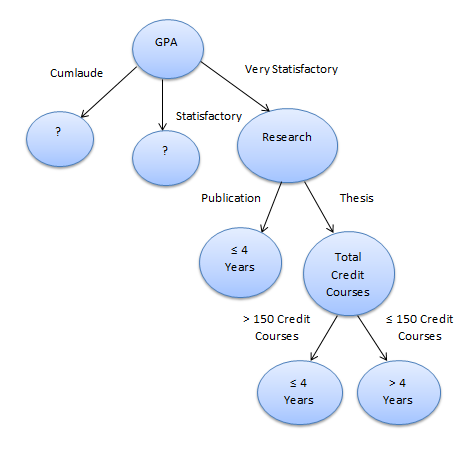 GPA
Cumlaude
Very Statisfactory
?
Statisfactory
?
Research
Publication
Thesis
≤ 4
Years
Total
Credit
Courses
> 150 Credit
Courses
≤ 150 Credit
Courses
≤ 4
Years
> 4
Years